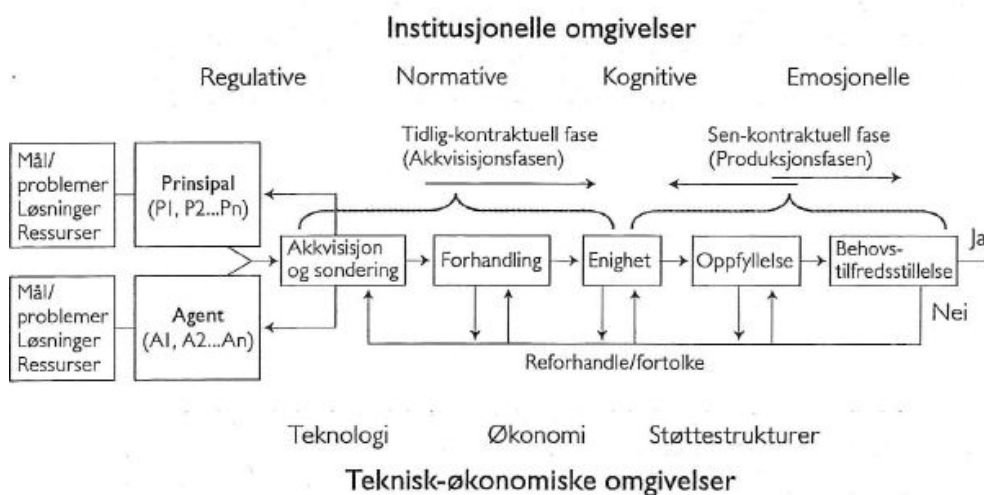 Institusjonelle omgivelser
Regulative
Normative
Kognitive
Emosjonelle
Tidlig-kontraktuell fase
(Akkvisisjonsfasen)
Sen-kontraktuell fase
(Produksjonsfasen)
Mål/
problemer
Løsninger
Ressurser
Prinsipal
(P1, P2...Pn)
Mål/
problemer
Løsninger
Ressurser
Agent
(A1, A2...An)
Akkvisisjon
og sondering
Forhandling
Enighet
Oppfyllelse
Behovs-
tilfredsstillelse
Ja
Nei
Reforhandle/fortolke
Teknologi
Økonomi
Støttestrukturer
Teknisk-økonomiske omgivelser